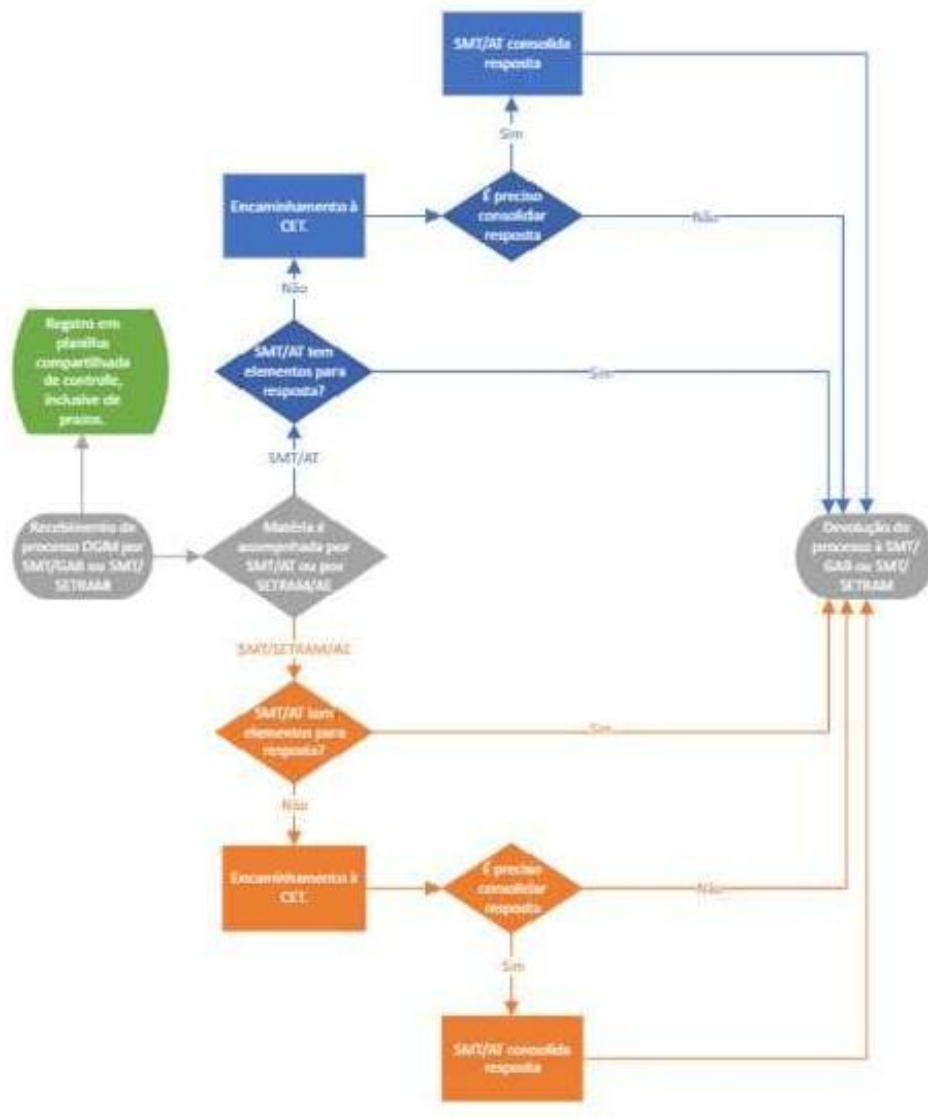 SMT/AT consolida
resposta
Sim
Encaminhamento à
CET.
É preciso
consolidar
resposta
Não
Não
Registro em
planilha
compartilhada
de controle,
inclusive de
prazos.
SMT/AT tem
elementos para
resposta?
Sim
SMT/AT
Recebimento de
processo OGIM por
SMT/GAB ou SMT/
SETRAM
Matéria é
acompnhada por
SMT/AT ou por
SETRAM/AE
Devolução do
processo à SMT/
GAB ou SMT/
SETRAM
SMT/SETRAM/AE
SMT/AT tem
elementos para
resposta?
Sim
Não
Encaminhamento à
CET.
É preciso
consolidar
resposta
Não
Sim
SMT/AT consolida
resposta